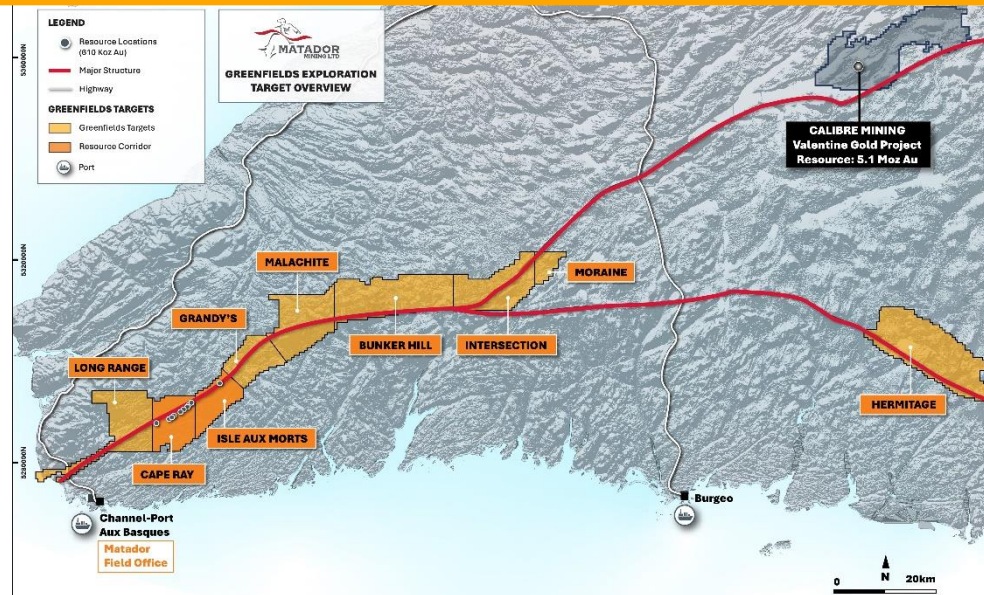 LEGEND
Resource Locations
(610 Koz Au)
Major Structure
Highway
GREENFIELDS TARGETS
Greenfields Targets
Resource Corridor
Port
MATADOR
MINING LTD
GREENFIELDS EXPLORATION
TARGET OVERVIEW
5360000N
CALIBRE MINING
Valentine Gold Project
Resource: 5.1 Moz Au
5320000N
MALACHITE
MORAINE
GRANDY'S
BUNKER HILL
INTERSECTION
LONG RANGE
HERMITAGE
ISLE AUX MORTS
CAPE RAY
5280000N
Channel-Port
Aux Basques
Matador
Field Office
Burgeo
N
0 20km